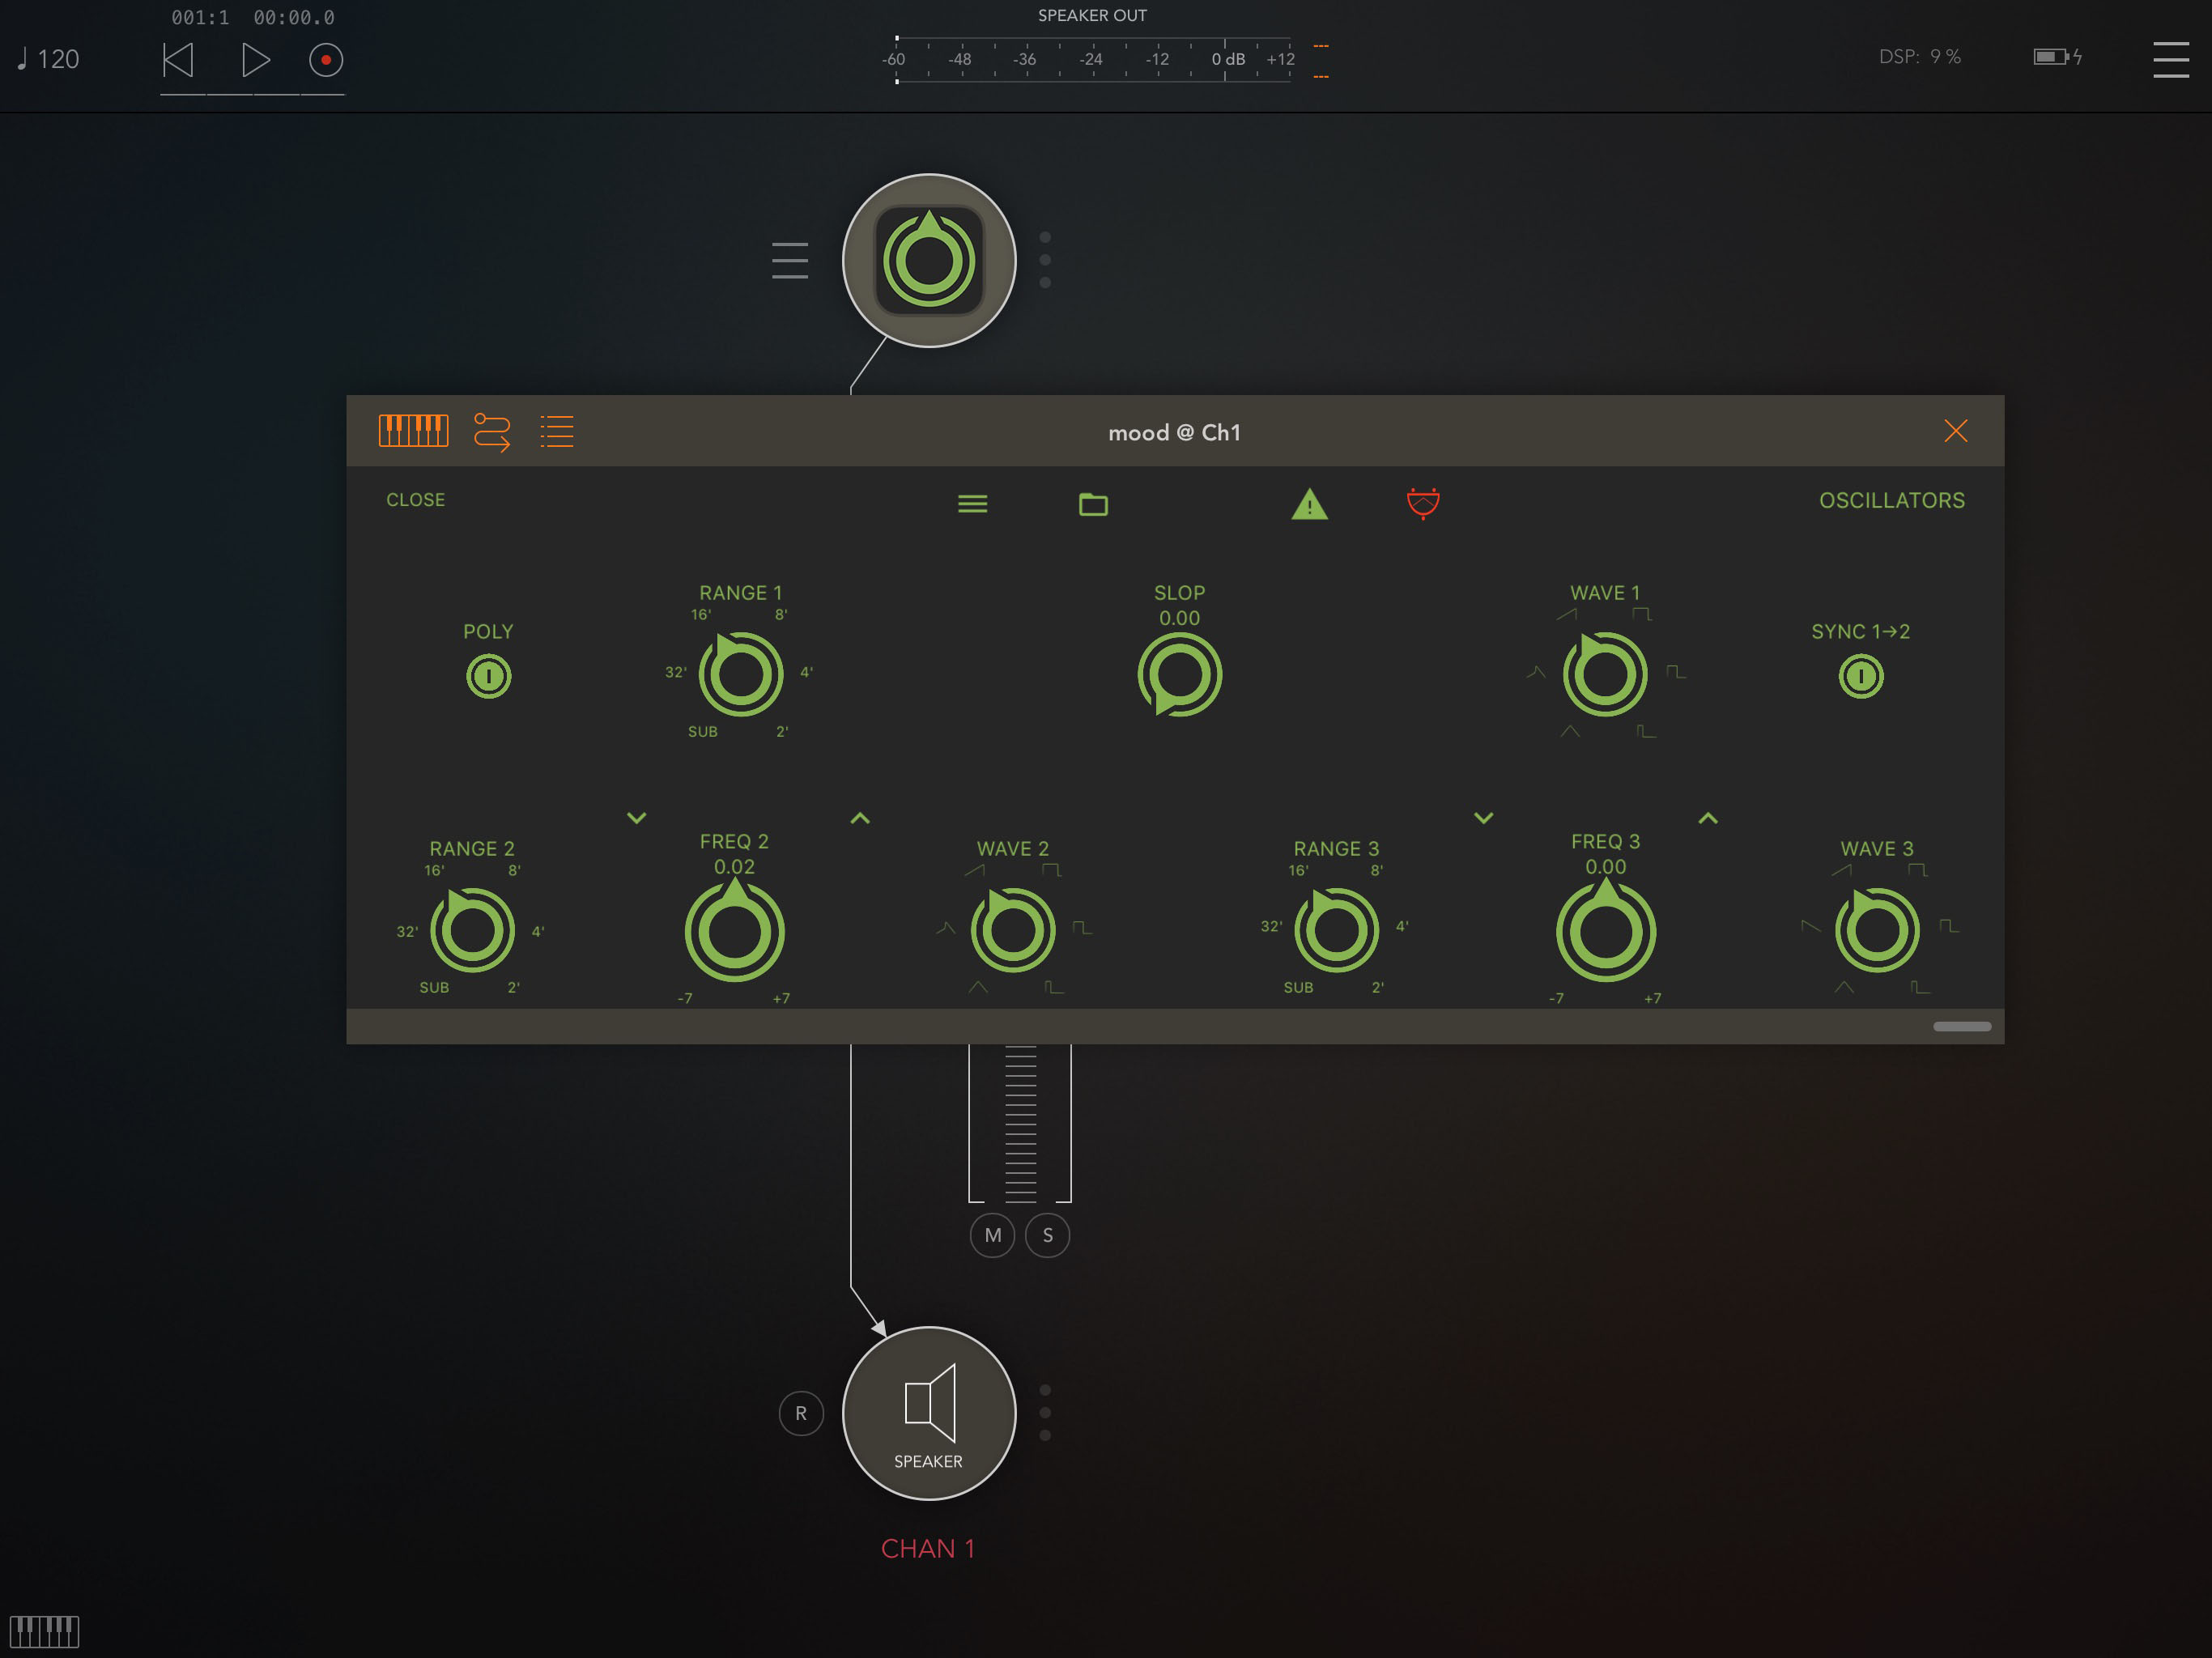 001:1 00:00.0
SPEAKER OUT
120
-60 -48 -36 -24 -12 0 dB +12
---
---
DSP: 9 %
mood @ Ch1
CLOSE
OSCILLATORS
RANGE 1
16' 8'
32' 4'
SUB 2'
SLOP
0.00
WAVE 1
POLY
SYNC 1→2
RANGE 2
16' 8'
32' 4'
SUB 2'
FREQ 2
0.02
-7 +7
WAVE 2
RANGE 3
16' 8'
32' 4'
SUB 2'
FREQ 3
0.00
-7 +7
WAVE 3
M S
R
SPEAKER
CHAN 1